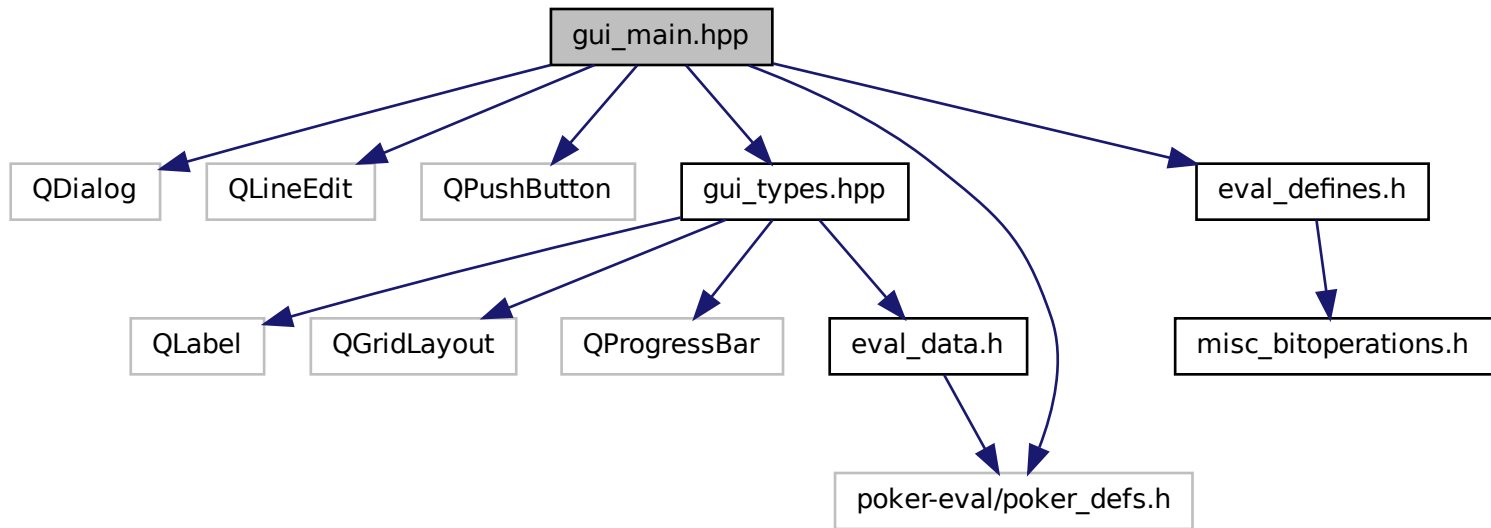 gui_main.hpp
QDialog
QLineEdit
QPushButton
gui_types.hpp
eval_defines.h
QLabel
QGridLayout
QProgressBar
eval_data.h
misc_bitoperations.h
poker-eval/poker_defs.h